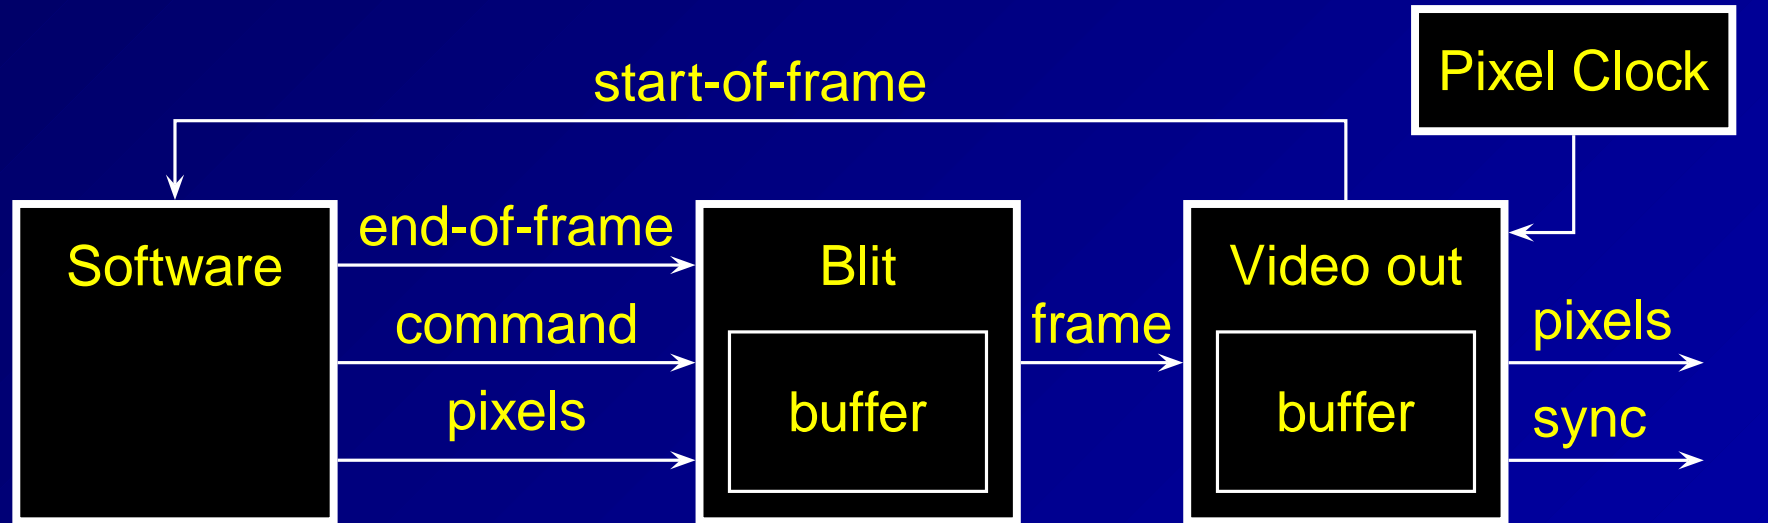 Pixel Clock
start-of-frame
Software
end-of-frame
command
pixels
Blit
buffer
frame
Video out
buffer
pixels
sync